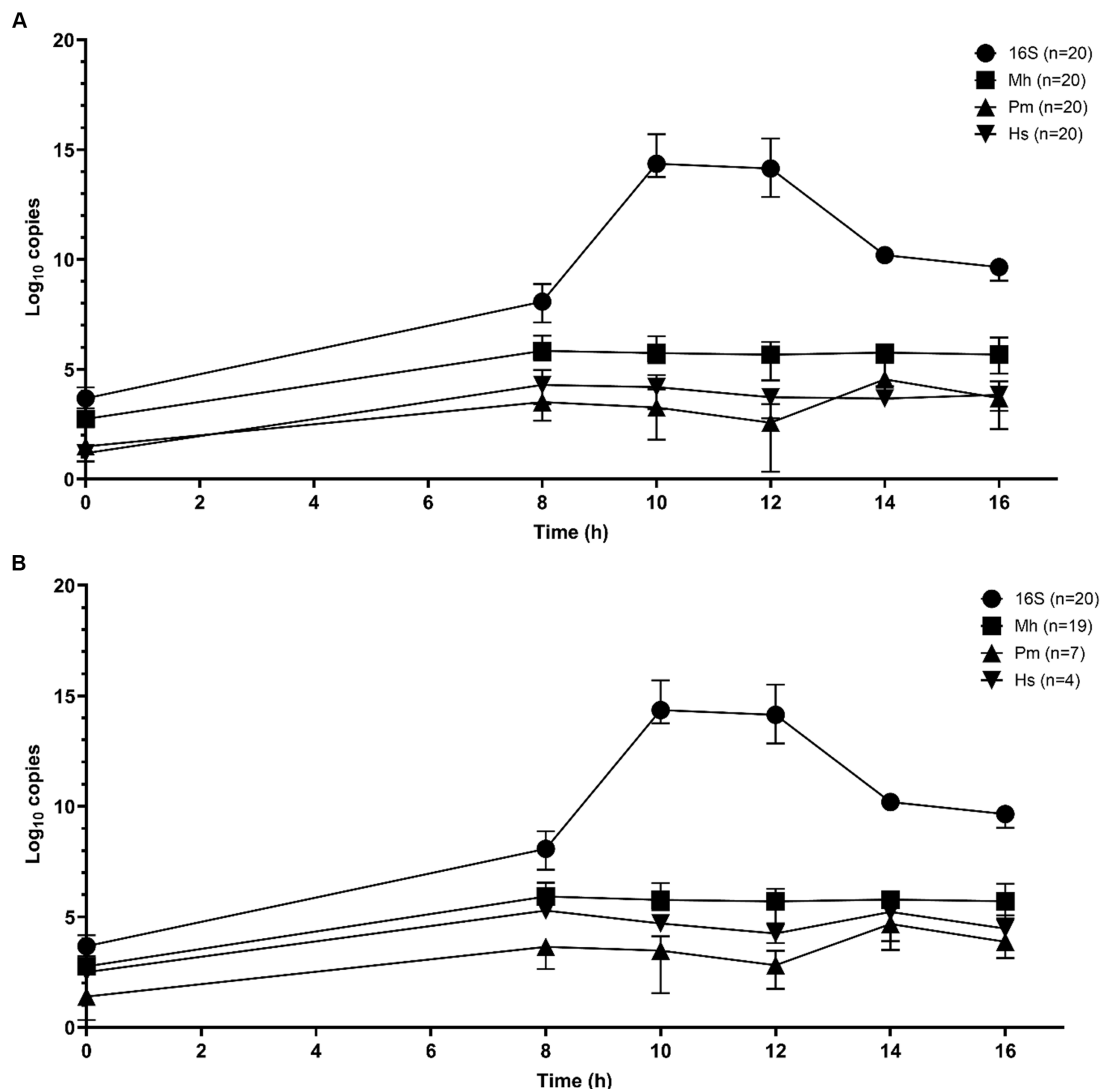 A
20
15
10
5
0
Log10 copies
16S (n=20)
Mh (n=20)
Pm (n=20)
Hs (n=20)
0 2 4 6 8 10 12 14 16
Time (h)
B
20
15
10
5
0
Log10 copies
16S (n=20)
Mh (n=19)
Pm (n=7)
Hs (n=4)
0 2 4 6 8 10 12 14 16
Time (h)